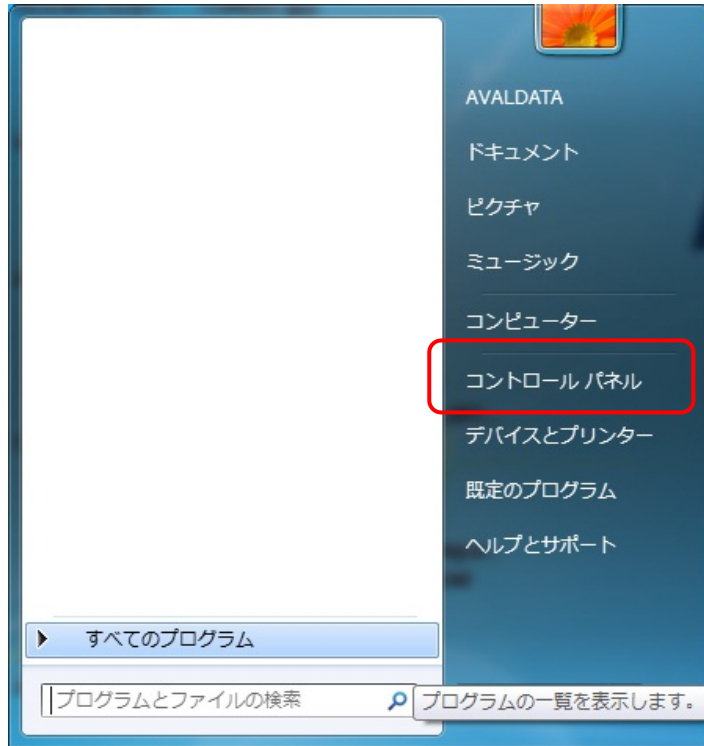 AVALDATA
ドキュメント
ピクチャ
ミュージック
コンピューター
コントロール パネル
デバイスとプリンター
既定のプログラム
ヘルプとサポート
すべてのプログラム
プログラムとファイルの検索
プログラムの一覧を表示します。